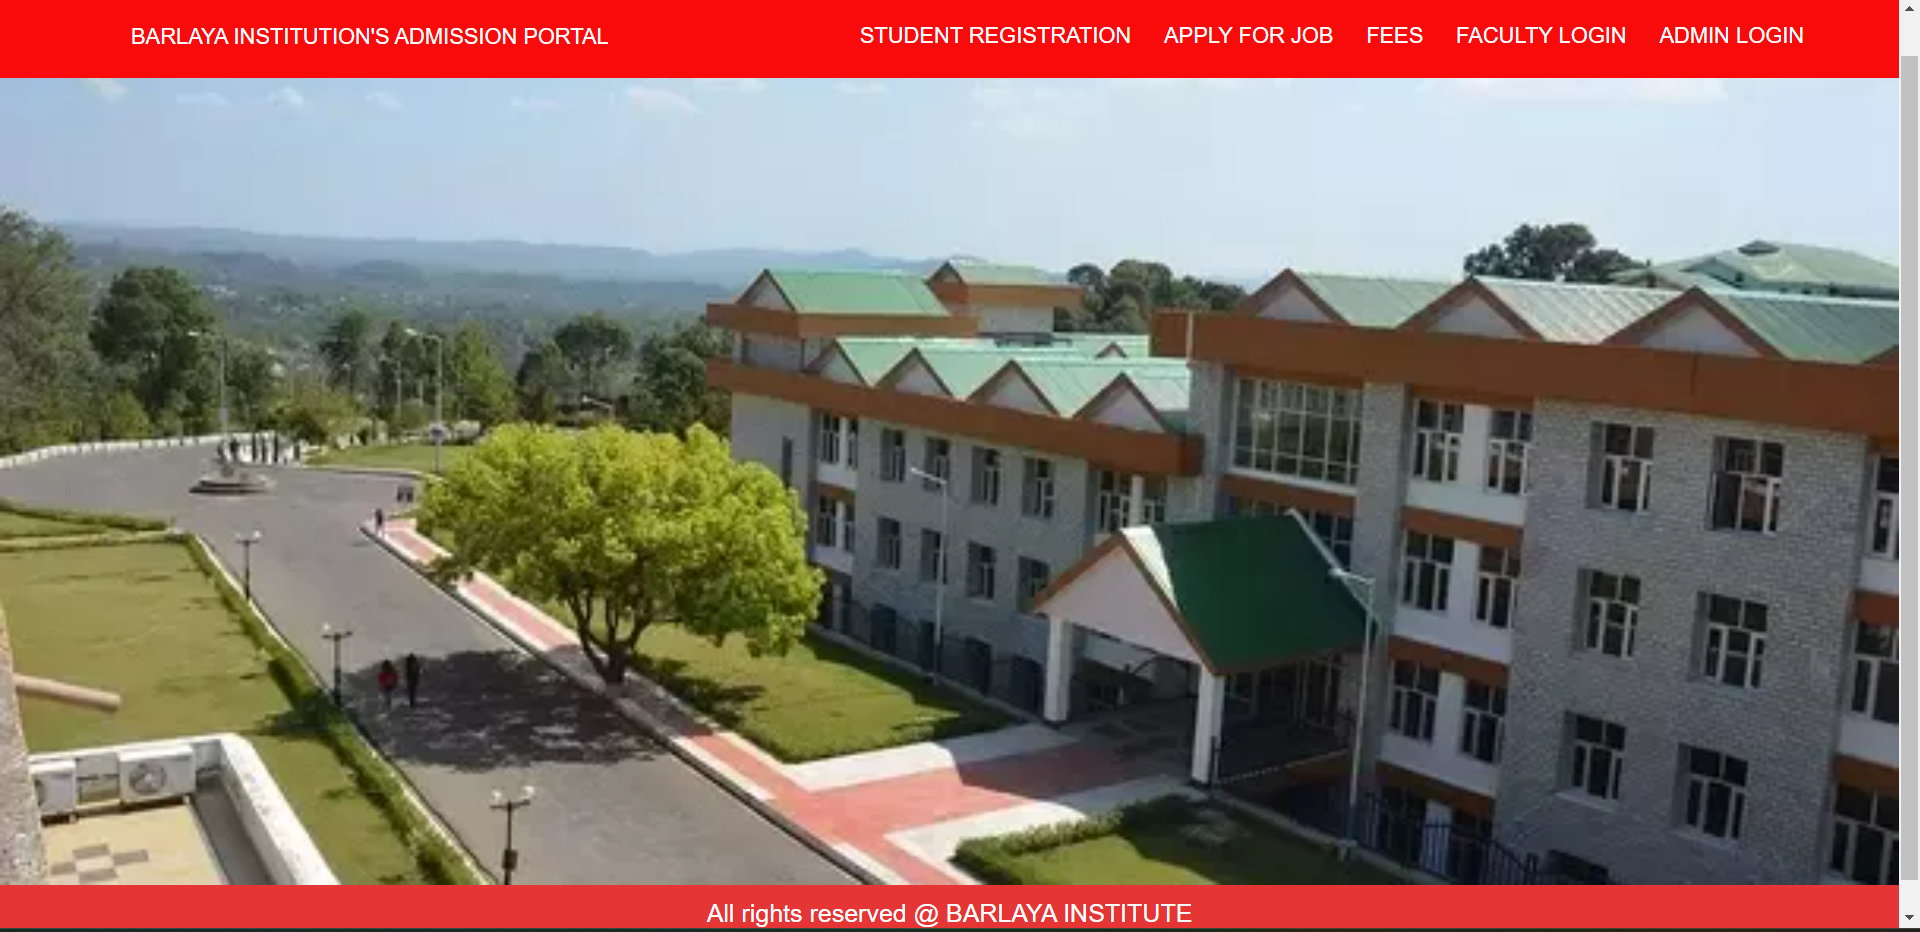 BARLAYA INSTITUTION'S ADMISSION PORTAL
STUDENT REGISTRATION APPLY FOR JOB FEES FACULTY LOGIN ADMIN LOGIN
All rights reserved @ BARLAYA INSTITUTE